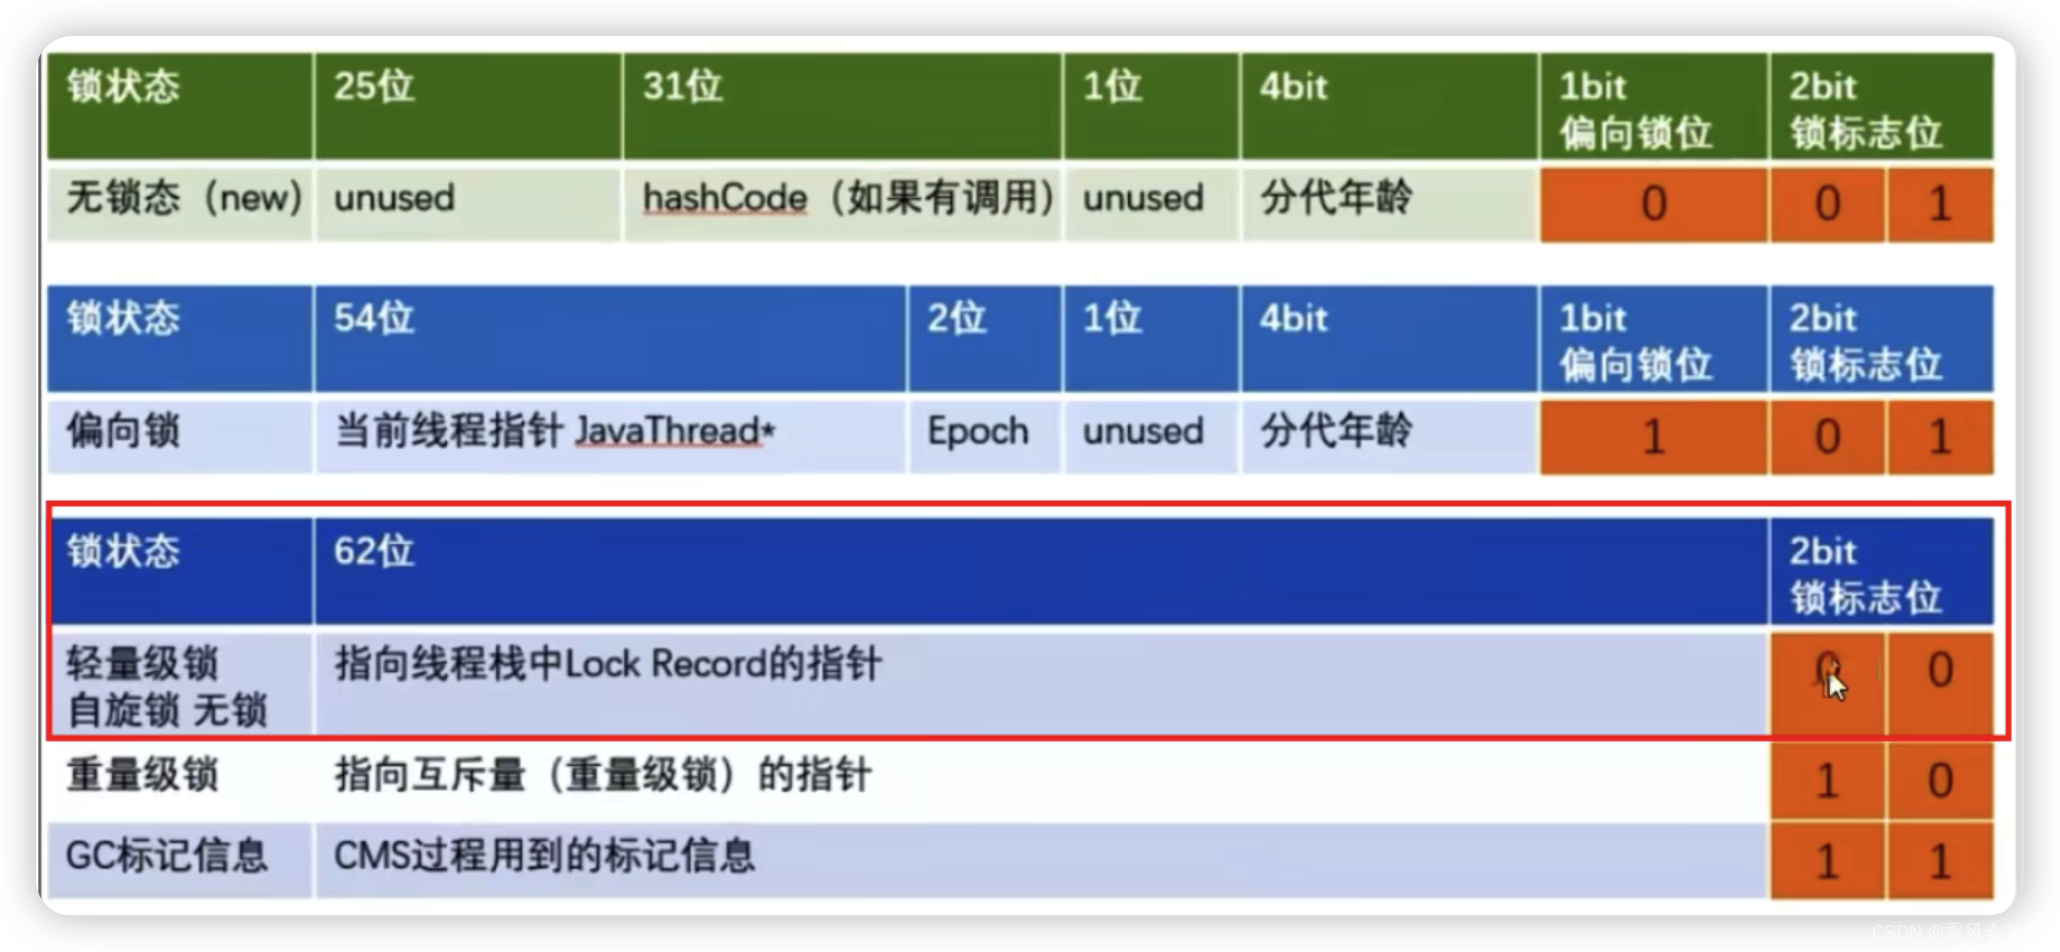 锁状态 25位 31位 1位 4bit 1bit 2bit
偏向锁位 锁标志位
无锁态（new） unused hashCode（如果有调用） unused 分代年龄 0 0 1
锁状态 54位 2位 1位 4bit 1bit 2bit
偏向锁位 锁标志位
偏向锁 当前线程指针 JavaThread* Epoch unused 分代年龄 1 0 1
锁状态 62位 2bit
锁标志位
轻量级锁 指向线程栈中Lock Record的指针 0 0
自旋锁 无锁
重量级锁 指向互斥量（重量级锁）的指针 1 0
GC标记信息 CMS过程用到的标记信息 1 1
CSDN